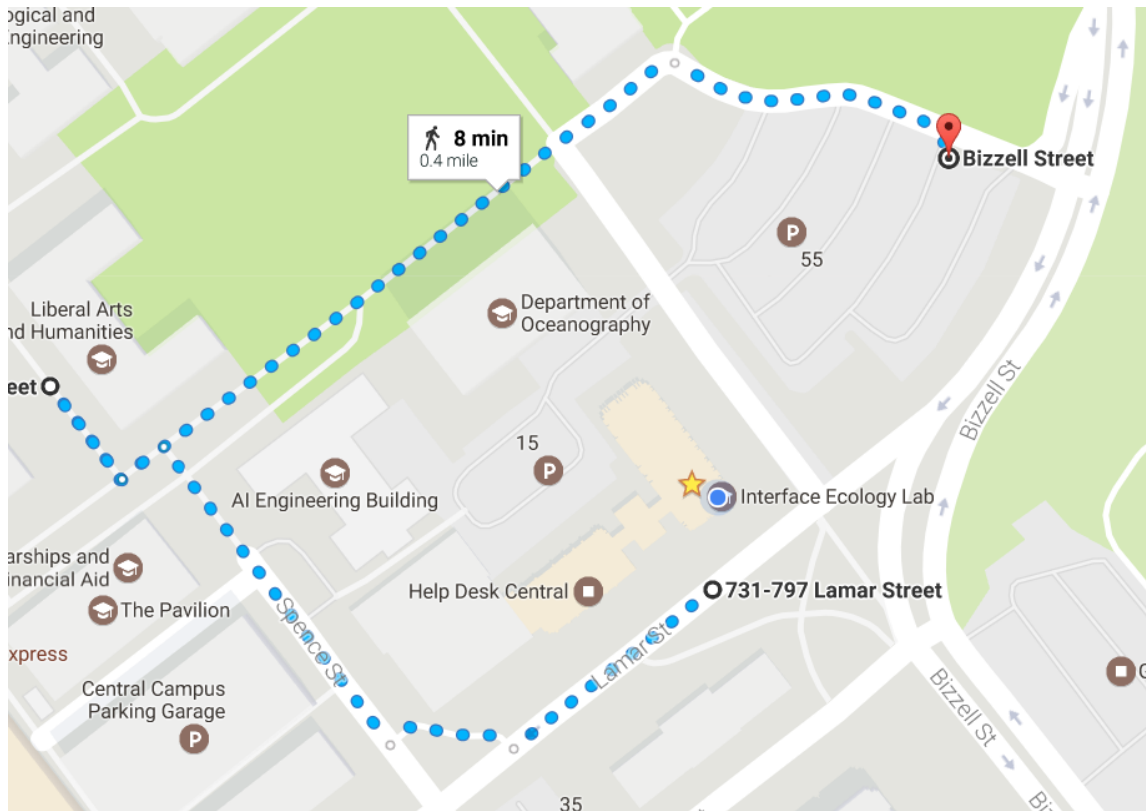 ogical and
Engineering
8 min
0.4 mile
Bizzell Street
P
55
Department of
Oceanography
Liberal Arts
nd Humanities
eet
15
P
AI Engineering Building
Interface Ecology Lab
Bizzell St
arships and
inancial Aid
The Pavilion
Help Desk Central
731-797 Lamar Street
Spence St
Lamar St
xpress
Central Campus
Parking Garage
P
Bizzell St
G
35
Bi